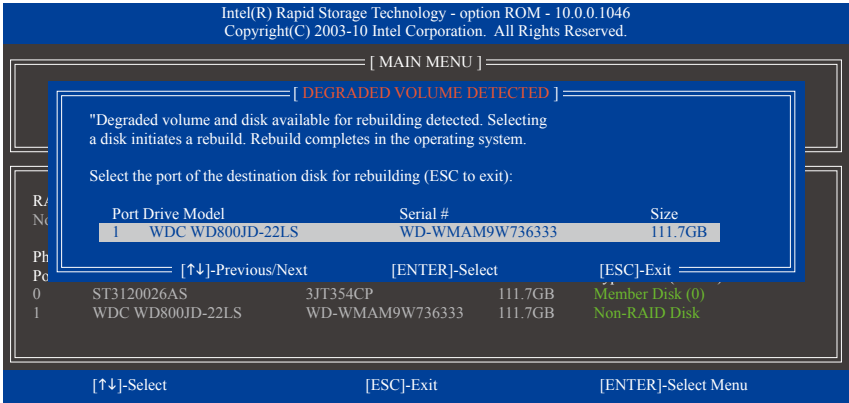 Intel(R) Rapid Storage Technology - option ROM - 10.0.0.1046
Copyright(C) 2003-10 Intel Corporation. All Rights Reserved.
[ MAIN MENU ]
[ DEGRADED VOLUME DETECTED ]
"Degraded volume and disk available for rebuilding detected. Selecting
a disk initiates a rebuild. Rebuild completes in the operating system.
Select the port of the destination disk for rebuilding (ESC to exit):
Port Drive Model Serial # Size
1 WDC WD800JD-22LS WD-WMAM9W736333 111.7GB
[↑↓]-Previous/Next [ENTER]-Select [ESC]-Exit
0 ST3120026AS 3JT354CP 111.7GB Member Disk (0)
1 WDC WD800JD-22LS WD-WMAM9W736333 111.7GB Non-RAID Disk
[↑↓]-Select [ESC]-Exit [ENTER]-Select Menu